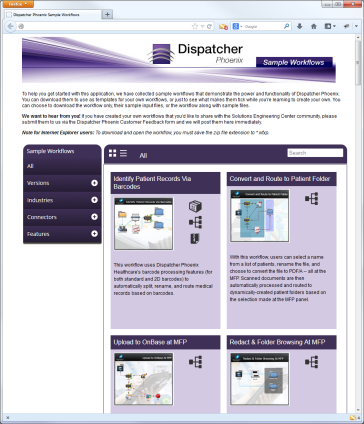 Firefox
Dispatcher Phoenix Sample Workflows
Google
Dispatcher
Phoenix
Sample Workflows
To help you get started with this application, we have collected sample workflows that demonstrate the power and functionality of Dispatcher Phoenix.
You can download them to use as templates for your own workflows, or just to see what makes them tick while you're learning to create your own. You can
choose to download the workflow only, their sample input files, or the workflow along with sample files.
We want to hear from you! If you have created your own workflows that you'd like to share with the Solutions Engineering Center community, please
submit them to us via the Dispatcher Phoenix Customer Feedback form and we will post them here immediately.
Note for Internet Explorer users: To download and open the workflow, you must save the zip file extension to *.wfxp.
Sample Workflows
All
Versions
Industries
Connectors
Features
All
Search
Identify Patient Records Via
Barcodes
This workflow uses Dispatcher Phoenix
Healthcare's barcode processing features (for
both standard and 2D barcodes) to
automatically split, rename, and route medical
records based on barcodes.
Convert and Route to Patient Folder
With this workflow, users can select a name
from a list of patients, rename the file, and
choose to convert the file to PDF/A – all at the
MFP. Scanned documents are then
automatically processed and routed to
dynamically-created patient folders based on
the selection made at the MFP panel.
Upload to OnBase at MFP
Redact & Folder Browsing At MFP